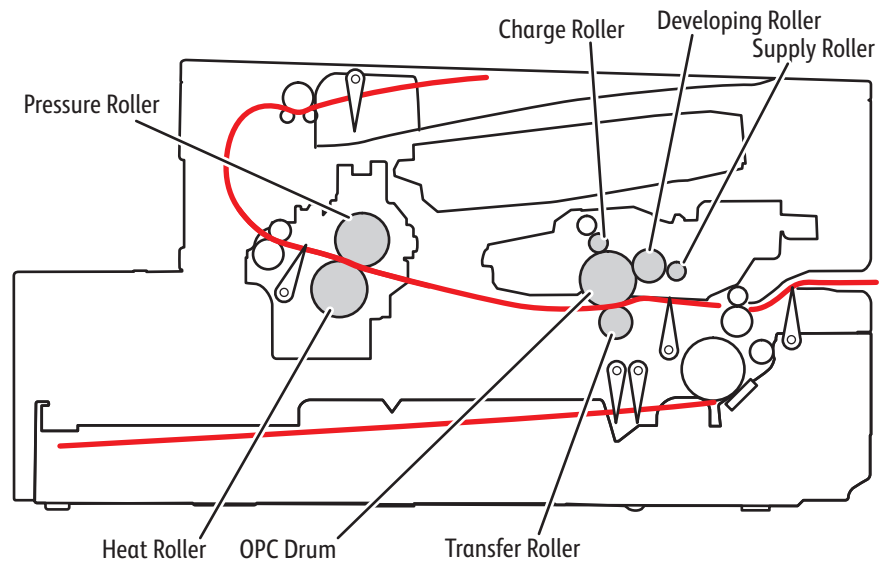 Charge Roller
Developing Roller
Supply Roller
Pressure Roller
Heat Roller
OPC Drum
Transfer Roller